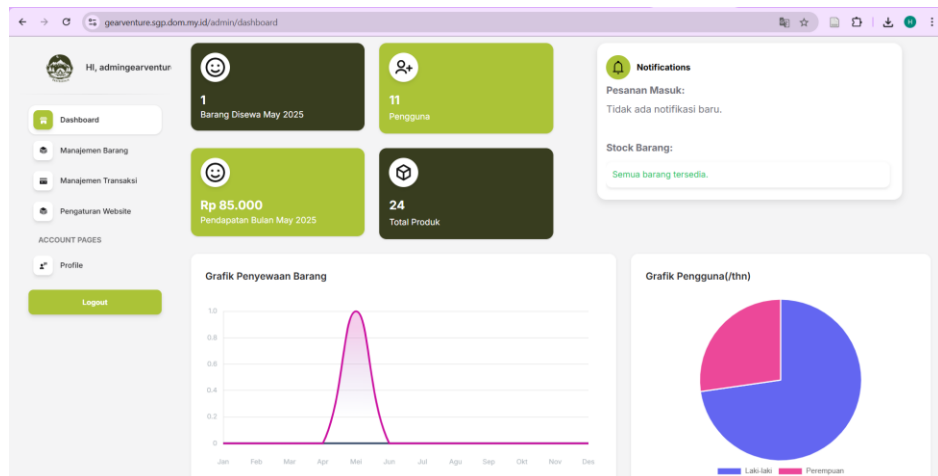 gearventure.sgp.dom.my.id/admin/dashboard
HI, admingearventur
Dashboard
Manajemen Barang
Manajemen Transaksi
Pengaturan Website
ACCOUNT PAGES
Profile
Logout
1
Barang Disewa May 2025
11
Pengguna
Rp 85.000
Pendapatan Bulan May 2025
24
Total Produk
Notifications
Pesanan Masuk:
Tidak ada notifikasi baru.
Stock Barang:
Semua barang tersedia.
Grafik Penyewaan Barang
1.0
0.8
0.6
0.4
0.2
0
Jan Feb Mar Apr Mei Jun Jul Agu Sep Okt Nov Des
Grafik Pengguna(/thn)
Laki-laki Perempuan